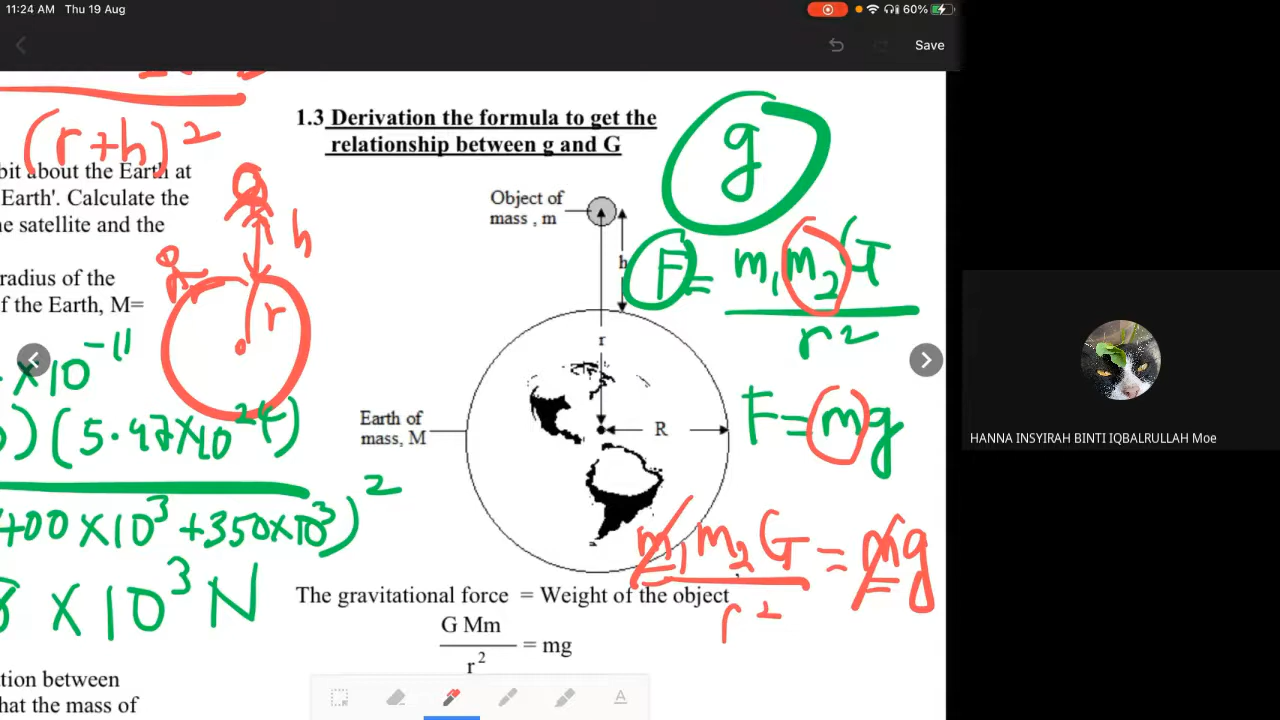 11:24 AM Thu 19 Aug
60%
Save
(r+h)²
bit about the Earth at
Earth'. Calculate the
e satellite and the
radius of the
f the Earth, M=
h
r
×10⁻¹¹
)(5.97×10²⁴)
400×10³+350×10³)²
8 × 10³ N
tion between
hat the mass of
1.3 Derivation the formula to get the
relationship between g and G
g
Object of
mass , m
h
r
R
Earth of
mass, M
F = m₁m₂G
r²
F = mg
m₁m₂G = mg
r²
The gravitational force = Weight of the object
G Mm
= mg
r²
A
HANNA INSYIRAH BINTI IQBALRULLAH Moe